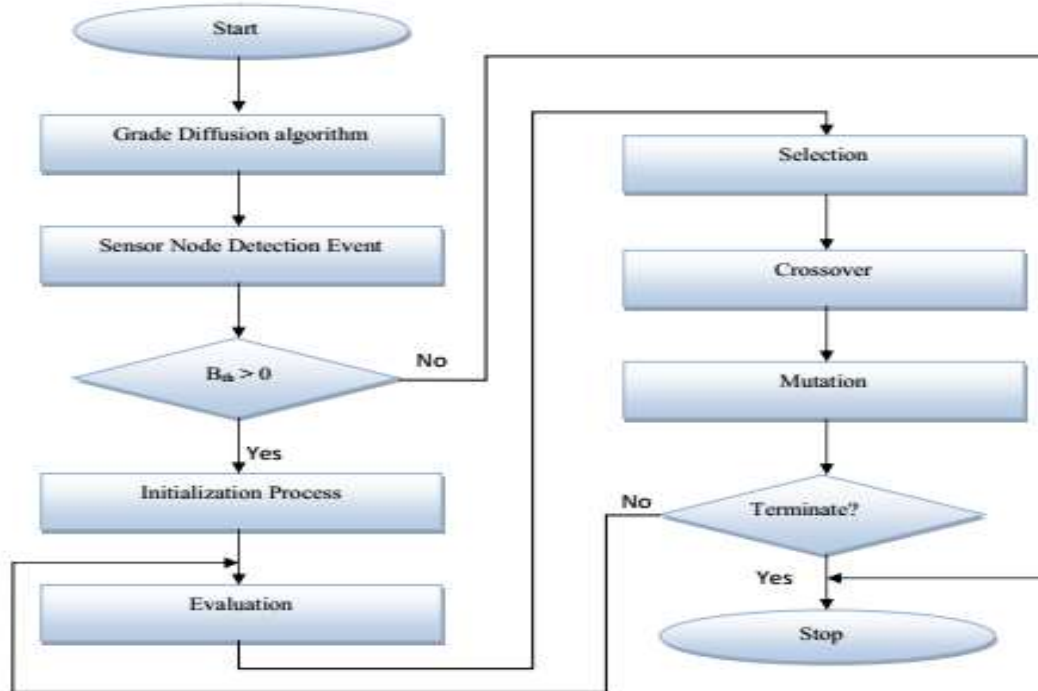 Start
Grade Diffusion algorithm
Sensor Node Detection Event
Bth > 0
No
Yes
Initialization Process
Evaluation
Selection
Crossover
Mutation
Terminate?
No
Yes
Stop